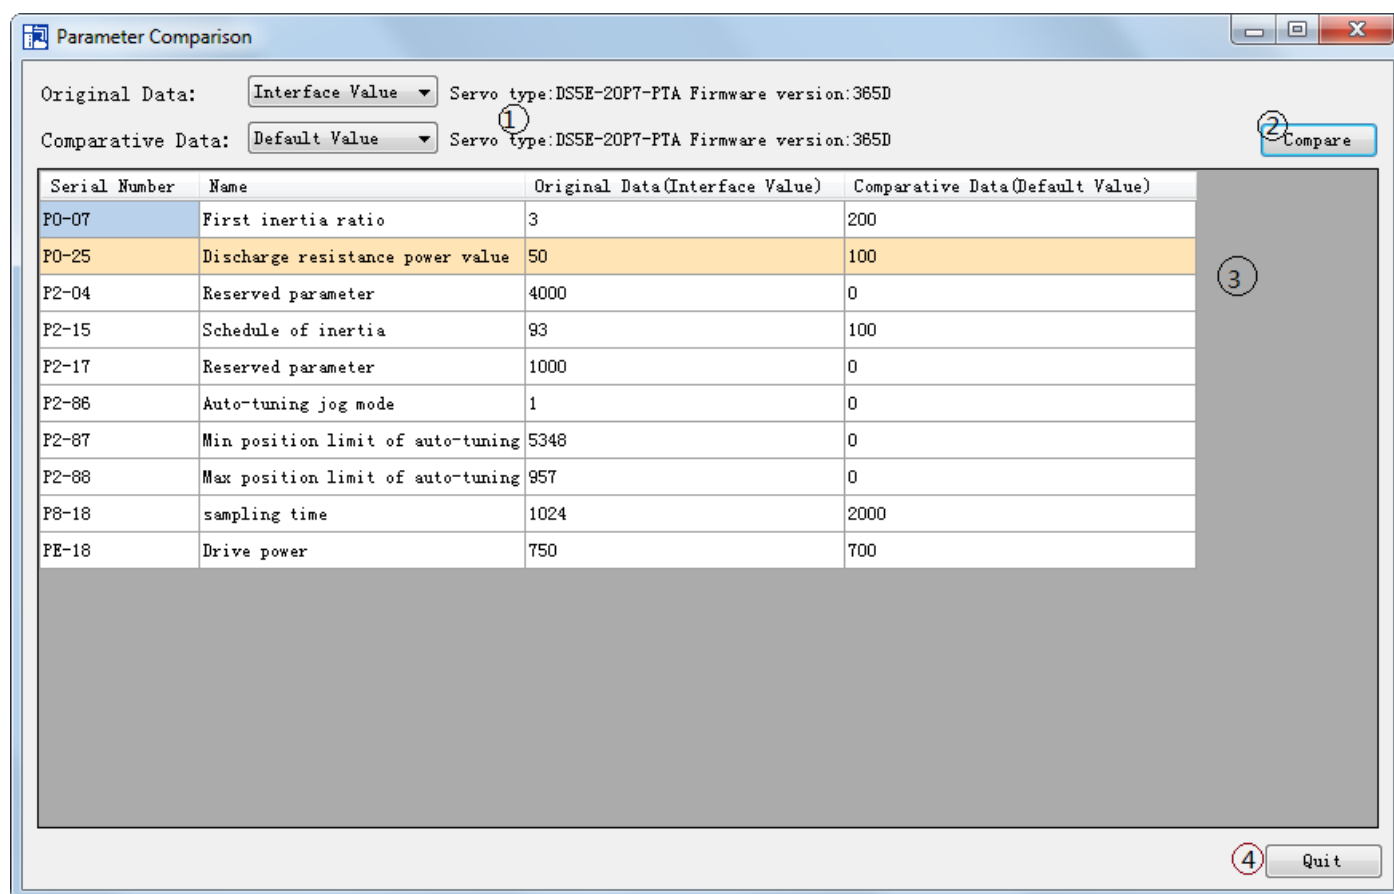 Parameter Comparison
Original Data: Interface Value Servo type:DS5E-20P7-PTA Firmware version:365D
①
Comparative Data: Default Value Servo type:DS5E-20P7-PTA Firmware version:365D
② Compare
Serial Number Name Original Data(Interface Value) Comparative Data(Default Value)
P0-07 First inertia ratio 3 200
P0-25 Discharge resistance power value 50 100
③
P2-04 Reserved parameter 4000 0
P2-15 Schedule of inertia 93 100
P2-17 Reserved parameter 1000 0
P2-86 Auto-tuning jog mode 1 0
P2-87 Min position limit of auto-tuning 5348 0
P2-88 Max position limit of auto-tuning 957 0
P8-18 sampling time 1024 2000
PE-18 Drive power 750 700
④ Quit